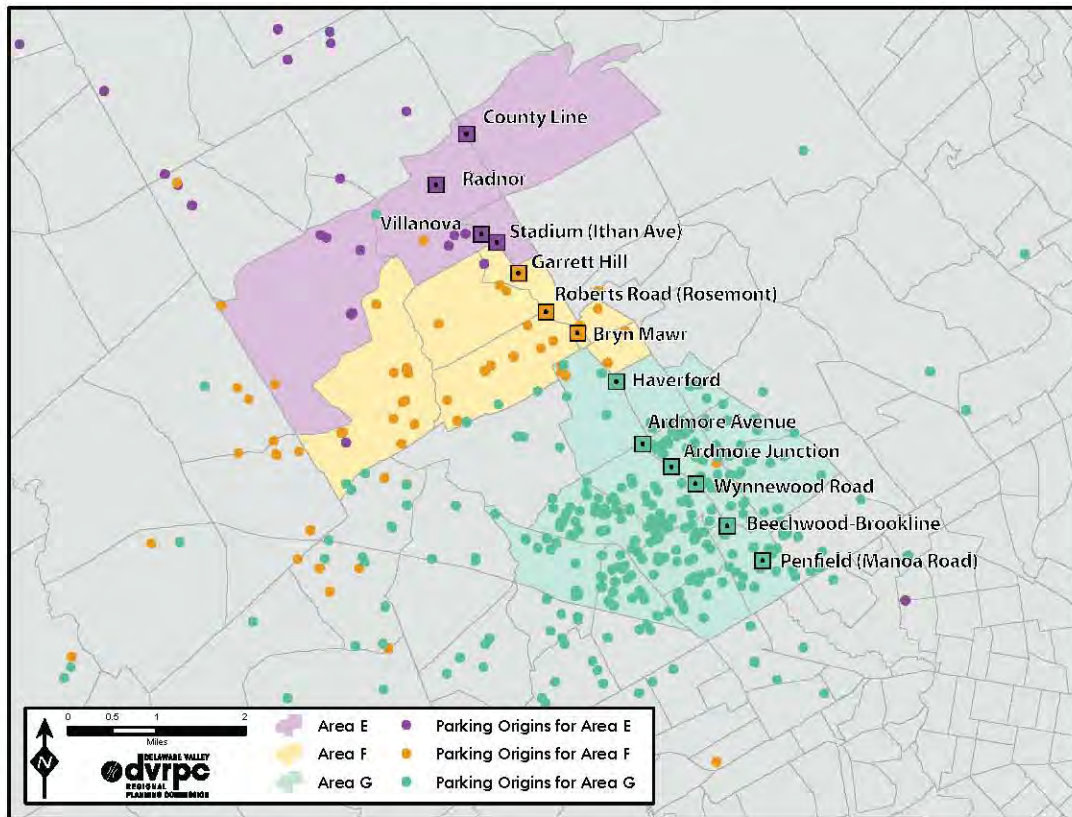 County Line
Radnor
Villanova
Stadium (Ithan Ave)
Garrett Hill
Roberts Road (Rosemont)
Bryn Mawr
Haverford
Ardmore Avenue
Ardmore Junction
Wynnewood Road
Beechwood-Brookline
Penfield (Manoa Road)
0 0.5 1 2
Miles
N
DELAWARE VALLEY
dvrpc
REGIONAL
PLANNING COMMISSION
Area E
Parking Origins for Area E
Area F
Parking Origins for Area F
Area G
Parking Origins for Area G